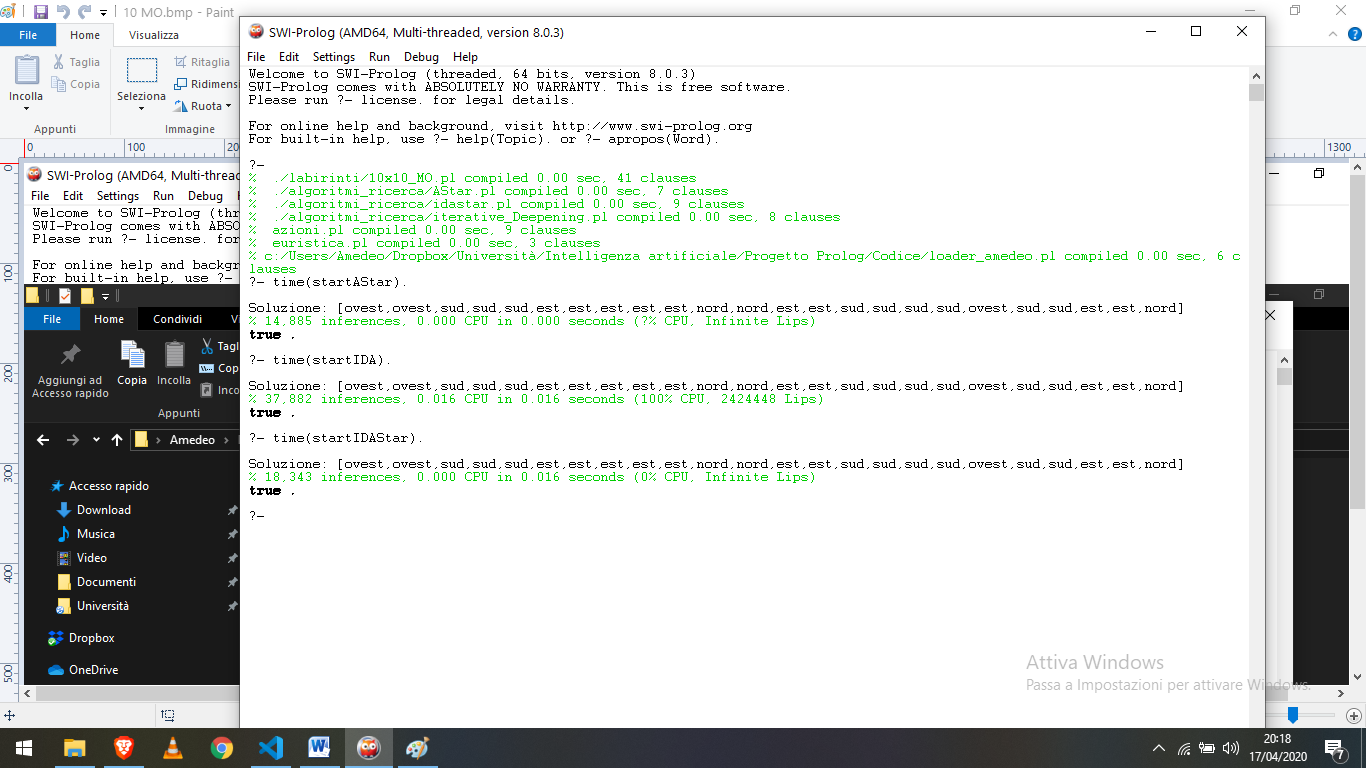 10 MO.bmp - Paint
File Home Visualizza
Incolla
Taglia
Copia
Appunti
Seleziona
Ritaglia
Ridimensi
Ruota
Immagine
0 100 200 1300
0
100
200
300
400
500
SWI-Prolog (AMD64, Multi-thread
File Edit Settings Run Debug
Welcome to SWI-Prolog (thr
SWI-Prolog comes with ABSO
Please run ?- license. for
For online help and backgr
For built-in help, use ?-
File Home Condividi
Aggiungi ad
Accesso rapido
Copia
Incolla
Tagl
Cop
Inco
Appunti
Amedeo
Accesso rapido
Download
Musica
Video
Documenti
Università
Dropbox
OneDrive
SWI-Prolog (AMD64, Multi-threaded, version 8.0.3)
File Edit Settings Run Debug Help
Welcome to SWI-Prolog (threaded, 64 bits, version 8.0.3)
SWI-Prolog comes with ABSOLUTELY NO WARRANTY. This is free software.
Please run ?- license. for legal details.
For online help and background, visit http://www.swi-prolog.org
For built-in help, use ?- help(Topic). or ?- apropos(Word).
?-
%  ./labirinti/10x10_MO.pl compiled 0.00 sec, 41 clauses
%  ./algoritmi_ricerca/AStar.pl compiled 0.00 sec, 7 clauses
%  ./algoritmi_ricerca/idastar.pl compiled 0.00 sec, 9 clauses
%  ./algoritmi_ricerca/iterative_Deepening.pl compiled 0.00 sec, 8 clauses
%  azioni.pl compiled 0.00 sec, 9 clauses
%  euristica.pl compiled 0.00 sec, 3 clauses
% c:/Users/Amedeo/Dropbox/Università/Intelligenza artificiale/Progetto Prolog/Codice/loader_amedeo.pl compiled 0.00 sec, 6 c
lauses
?- time(startAStar).
Soluzione: [ovest,ovest,sud,sud,sud,est,est,est,est,est,nord,nord,est,est,sud,sud,sud,sud,ovest,sud,sud,est,est,nord]
% 14,885 inferences, 0.000 CPU in 0.000 seconds (?% CPU, Infinite Lips)
true .
?- time(startIDA).
Soluzione: [ovest,ovest,sud,sud,sud,est,est,est,est,est,nord,nord,est,est,sud,sud,sud,sud,ovest,sud,sud,est,est,nord]
% 37,882 inferences, 0.016 CPU in 0.016 seconds (100% CPU, 2424448 Lips)
true .
?- time(startIDAStar).
Soluzione: [ovest,ovest,sud,sud,sud,est,est,est,est,est,nord,nord,est,est,sud,sud,sud,sud,ovest,sud,sud,est,est,nord]
% 18,343 inferences, 0.000 CPU in 0.016 seconds (0% CPU, Infinite Lips)
true .
?-
Attiva Windows
Passa a Impostazioni per attivare Windows.
20:18
17/04/2020
7